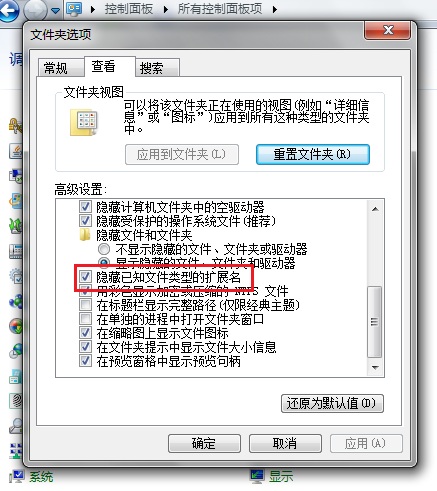 控制面板 ▸ 所有控制面板项 ▸
文件夹选项
调
常规 查看 搜索
文件夹视图
可以将该文件夹正在使用的视图(例如“详细信
息”或“图标”)应用到所有这种类型的文件夹
中。
应用到文件夹(L) 重置文件夹(R)
高级设置:
隐藏计算机文件夹中的空驱动器
隐藏受保护的操作系统文件(推荐)
隐藏文件和文件夹
不显示隐藏的文件、文件夹或驱动器
显示隐藏的文件、文件夹和驱动器
隐藏已知文件类型的扩展名
用彩色显示加密或压缩的 NTFS 文件
在标题栏显示完整路径(仅限经典主题)
在单独的进程中打开文件夹窗口
在缩略图上显示文件图标
在文件夹提示中显示文件大小信息
在预览窗格中显示预览句柄
还原为默认值(D)
确定 取消 应用(A)
系统 显示